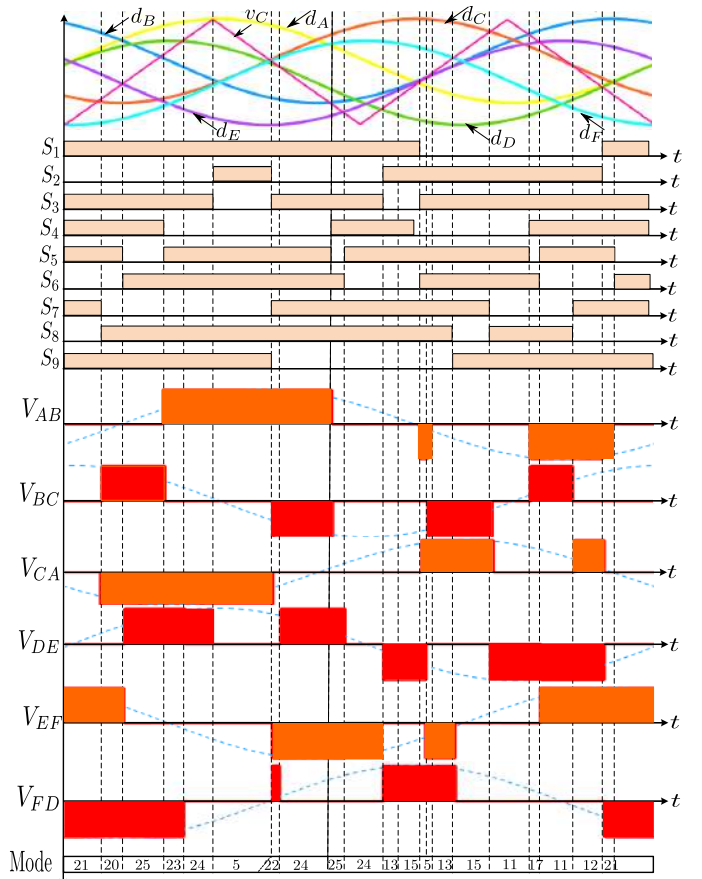 d_B v_C d_A d_C
d_E d_D d_F
S_1 t
S_2 t
S_3 t
S_4 t
S_5 t
S_6 t
S_7 t
S_8 t
S_9 t
V_AB t
V_BC t
V_CA t
V_DE t
V_EF t
V_FD t
Mode 21 20 25 23 24 5 22 24 25 24 13 15 5 13 15 11 17 11 12 21